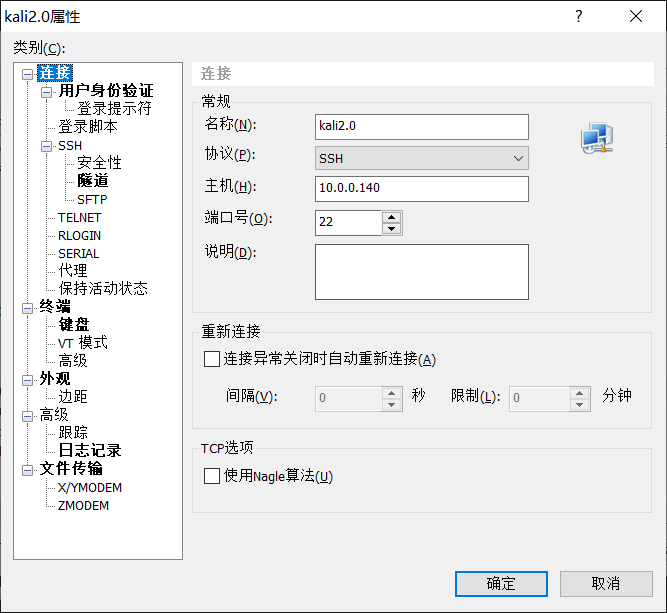 kali2.0属性
类别(C):
连接
用户身份验证
登录提示符
登录脚本
SSH
安全性
隧道
SFTP
TELNET
RLOGIN
SERIAL
代理
保持活动状态
终端
键盘
VT 模式
高级
外观
边距
高级
跟踪
日志记录
文件传输
X/YMODEM
ZMODEM
连接
常规
名称(N): kali2.0
协议(P): SSH
主机(H): 10.0.0.140
端口号(O): 22
说明(D):
重新连接
连接异常关闭时自动重新连接(A)
间隔(V): 0 秒 限制(L): 0 分钟
TCP选项
使用Nagle算法(U)
确定 取消